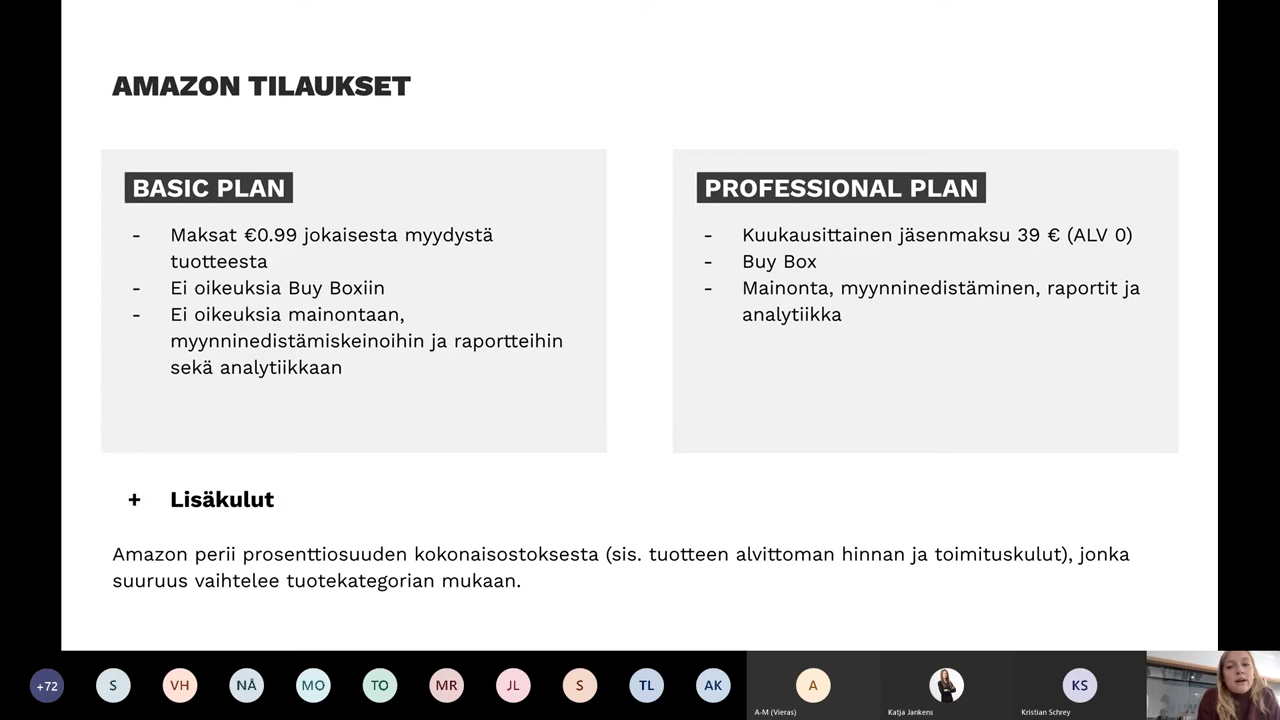 AMAZON TILAUKSET
BASIC PLAN
- Maksat €0.99 jokaisesta myydystä
tuotteesta
- Ei oikeuksia Buy Boxiin
- Ei oikeuksia mainontaan,
myynninedistämiskeinoihin ja raportteihin
sekä analytiikkaan
PROFESSIONAL PLAN
- Kuukausittainen jäsenmaksu 39 € (ALV 0)
- Buy Box
- Mainonta, myynninedistäminen, raportit ja
analytiikka
+ Lisäkulut
Amazon perii prosenttiosuuden kokonaisostoksesta (sis. tuotteen alvittoman hinnan ja toimituskulut), jonka
suuruus vaihtelee tuotekategorian mukaan.
+72 S VH NÅ MO TO MR JL S TL AK A KS
A-M (Vieras) Katja Jankens Kristian Schrey